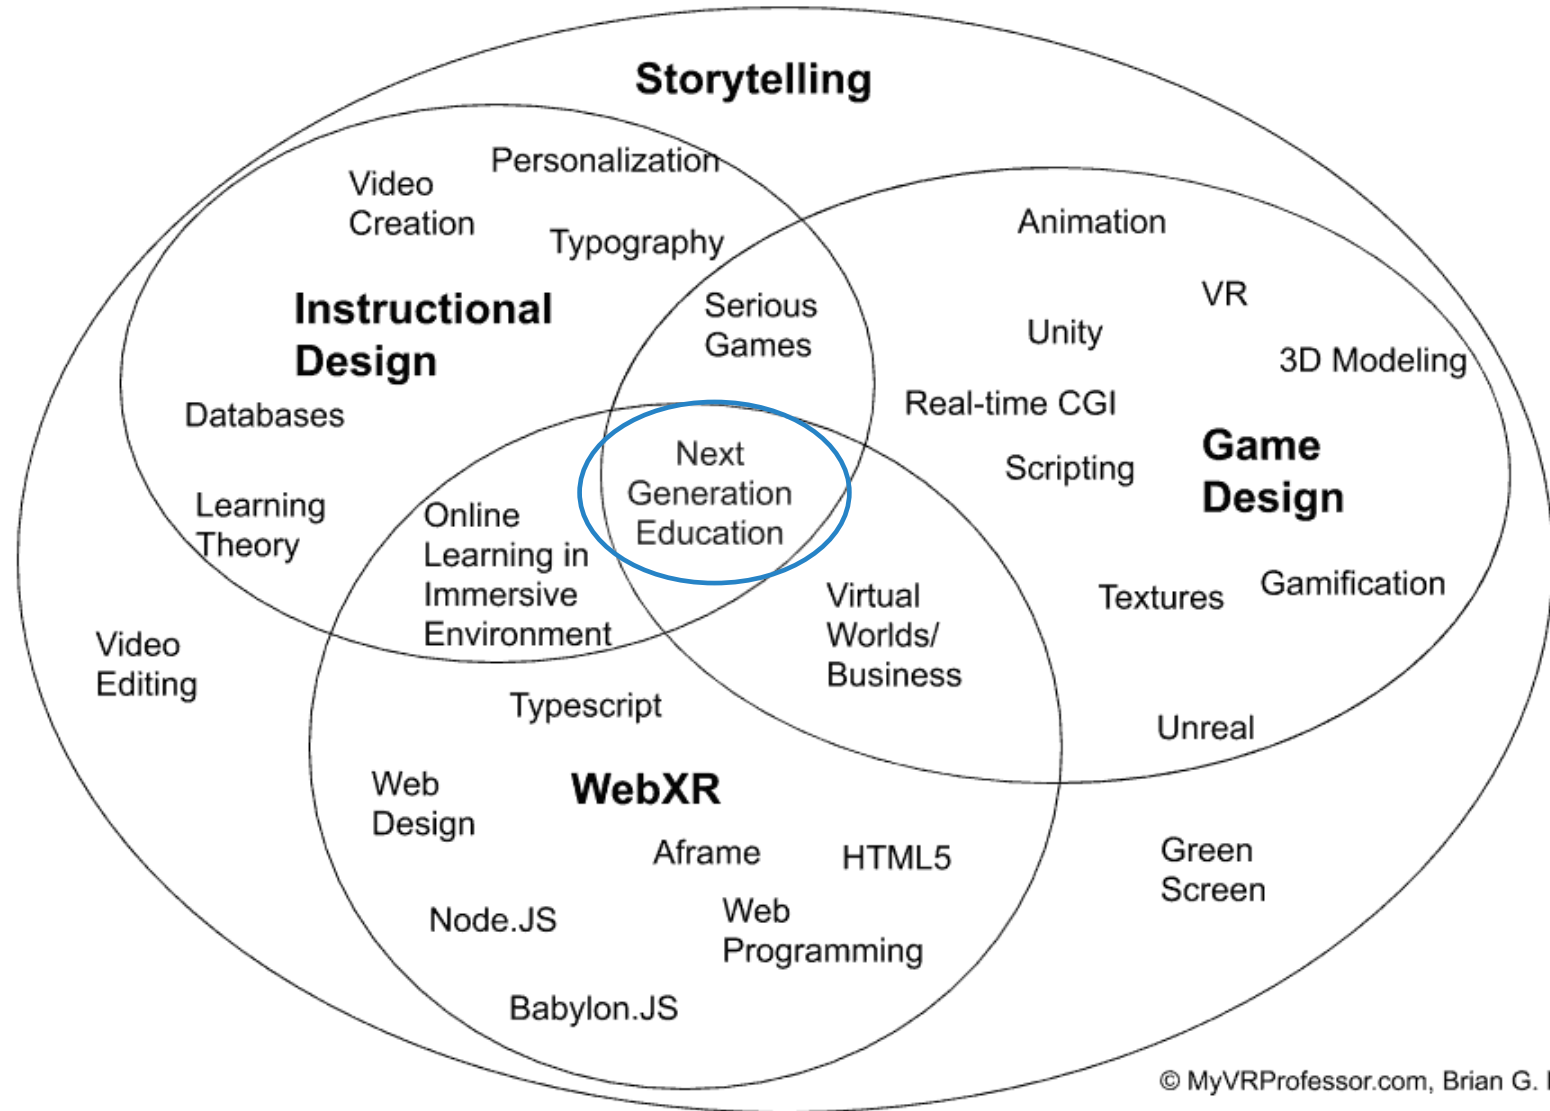 Storytelling
Personalization
Video
Creation
Typography
Instructional
Design
Databases
Learning
Theory
Serious
Games
Animation
VR
Unity
3D Modeling
Real-time CGI
Game
Design
Scripting
Textures
Gamification
Unreal
Next
Generation
Education
Online
Learning in
Immersive
Environment
Virtual
Worlds/
Business
Video
Editing
Typescript
Web
Design
WebXR
Aframe
HTML5
Node.JS
Web
Programming
Babylon.JS
Green
Screen
© MyVRProfessor.com, Brian G.